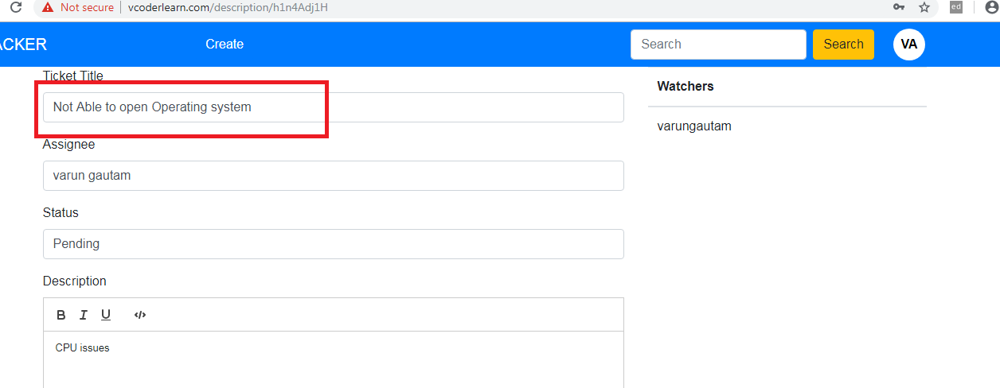 Not secure vcoderlearn.com/description/h1n4Adj1H ed
ACKER Create Search Search VA
Ticket Title
Not Able to open Operating system
Assignee
varun gautam
Status
Pending
Description
B I U </>
CPU issues
Watchers
varungautam